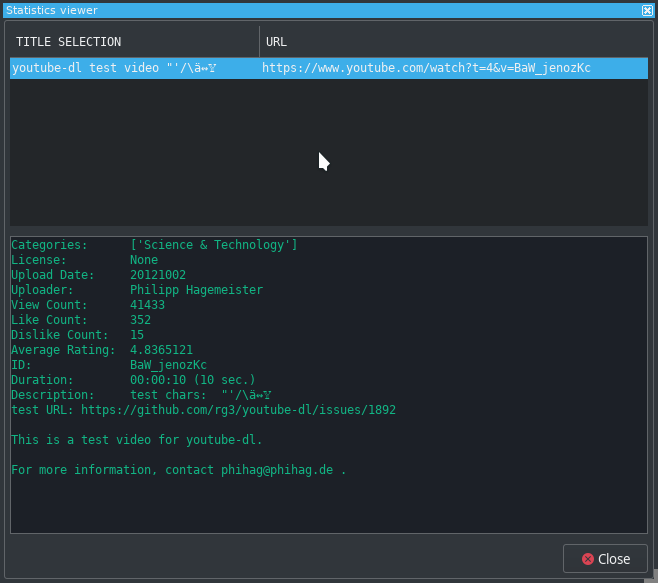 Statistics viewer
TITLE SELECTION URL
youtube-dl test video "'/\ä↭𝕐 https://www.youtube.com/watch?t=4&v=BaW_jenozKc
Categories: ['Science & Technology']
License: None
Upload Date: 20121002
Uploader: Philipp Hagemeister
View Count: 41433
Like Count: 352
Dislike Count: 15
Average Rating: 4.8365121
ID: BaW_jenozKc
Duration: 00:00:10 (10 sec.)
Description: test chars: "'/\ä↭𝕐
test URL: https://github.com/rg3/youtube-dl/issues/1892
This is a test video for youtube-dl.
For more information, contact phihag@phihag.de .
Close